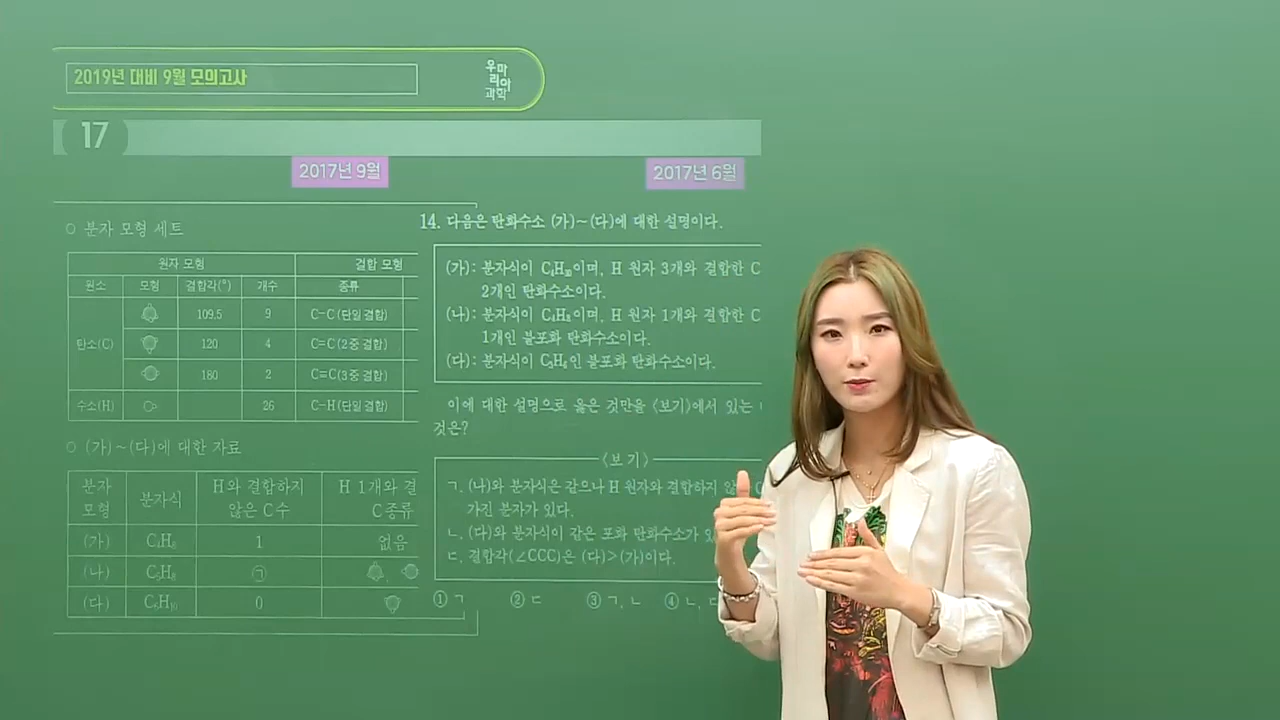 2019년 대비 9월 모의고사
우마
리아
과학
17
2017년 9월
2017년 6월
○ 분자 모형 세트
원자 모형 결합 모형
원소 모형 결합각(°) 개수 종류
탄소(C)
109.5 9 C-C(단일 결합)
120 4 C=C(2중 결합)
180 2 C≡C(3중 결합)
수소(H) 26 C-H(단일 결합)
○ (가)~(다)에 대한 자료
분자 모형 분자식 H와 결합하지 않은 C 수 H 1개와 결 C 종류
(가) C₄H₈ 1 없음
(나) ㉠
(다) 0
14. 다음은 탄화수소 (가)~(다)에 대한 설명이다.
(가): 분자식이 C₄H₁₀이며, H 원자 3개와 결합한 C
2개인 탄화수소이다.
(나): 분자식이 C₄H₈이며, H 원자 1개와 결합한 C
1개인 불포화 탄화수소이다.
(다): 분자식이 C₃H₆인 불포화 탄화수소이다.
이에 대한 설명으로 옳은 것만을 <보기>에서 있는
것은?
<보 기>
ㄱ. (나)와 분자식은 같으나 H 원자와 결합하지 않
가진 분자가 있다.
ㄴ. (다)와 분자식이 같은 포화 탄화수소가 있
ㄷ. 결합각(∠CCC)은 (다)>(가)이다.
① ㄱ ② ㄷ ③ ㄱ, ㄴ ④ ㄴ, ㄷ